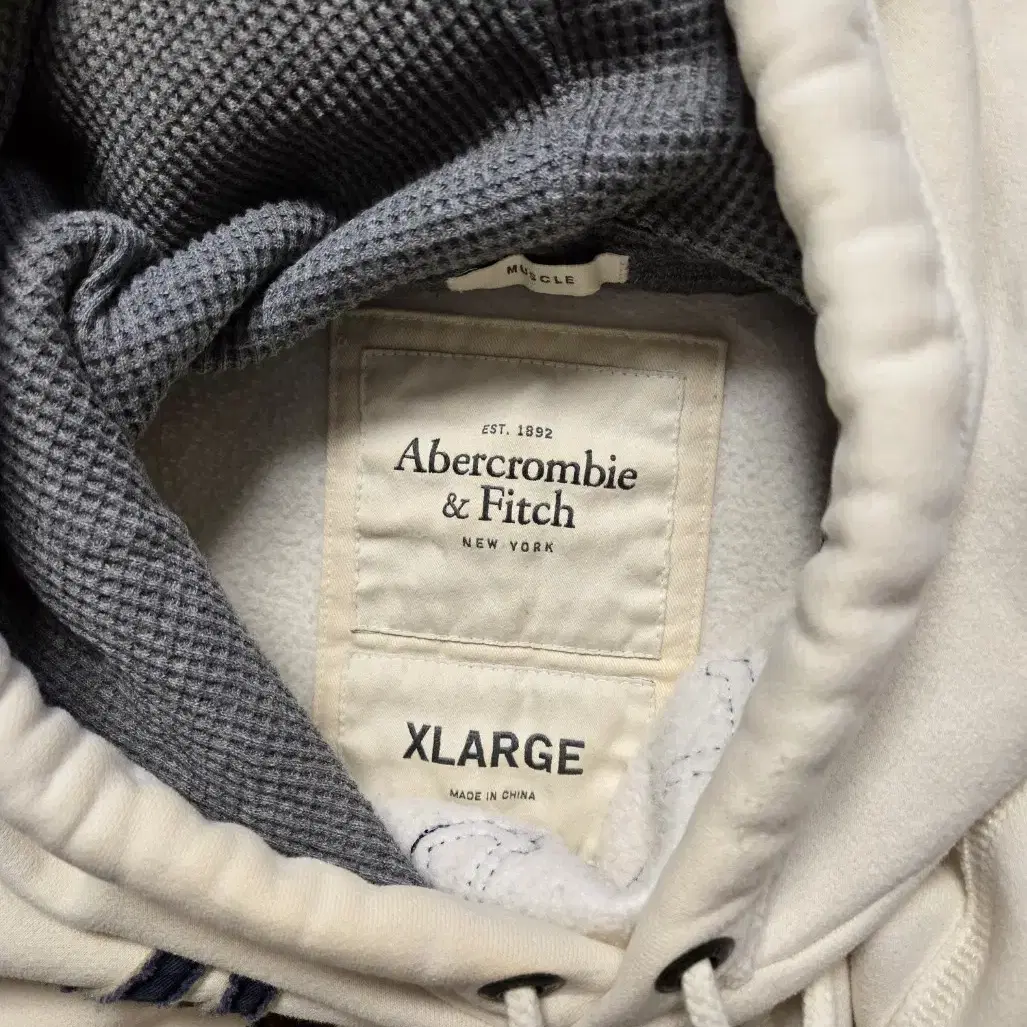 MUSCLE
EST. 1892
Abercrombie
& Fitch
NEW YORK
XLARGE
MADE IN CHINA